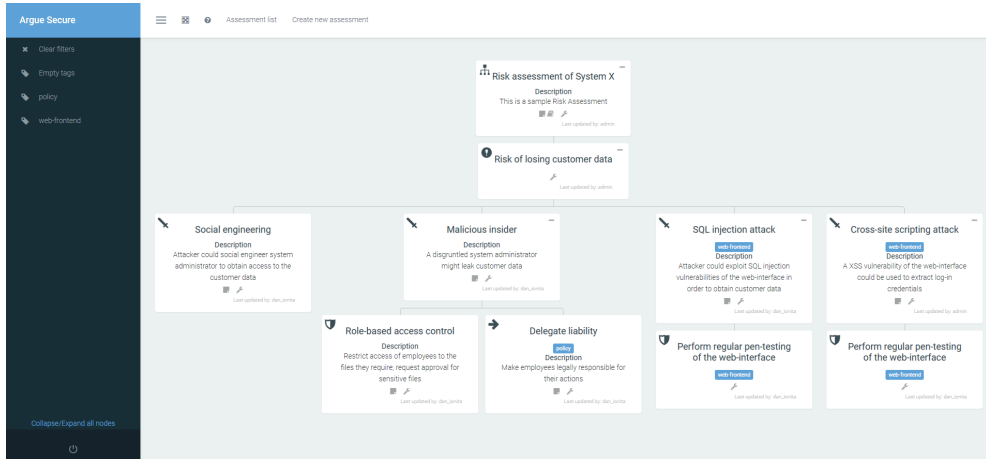 Argue Secure
Assessment list
Create new assessment
Clear filters
Empty tags
policy
web-frontend
Collapse/Expand all nodes
Risk assessment of System X
Description
This is a sample Risk Assessment
Last updated by: admin
Risk of losing customer data
Last updated by: admin
Social engineering
Description
Attacker could social engineer system
administrator to obtain access to the
customer data
Last updated by: dan_ionita
Malicious insider
Description
A disgruntled system administrator
might leak customer data
Last updated by: dan_ionita
SQL injection attack
web-frontend
Description
Attacker could exploit SQL injection
vulnerabilities of the web-interface in
order to obtain customer data
Last updated by: dan_ionita
Cross-site scripting attack
web-frontend
Description
A XSS vulnerability of the web-interface
could be used to extract log-in
credentials
Last updated by: admin
Role-based access control
Description
Restrict access of employees to the
files they require; request approval for
sensitive files
Last updated by: dan_ionita
Delegate liability
policy
Description
Make employees legally responsible for
their actions
Last updated by: dan_ionita
Perform regular pen-testing
of the web-interface
web-frontend
Last updated by: dan_ionita
Perform regular pen-testing
of the web-interface
web-frontend
Last updated by: dan_ionita